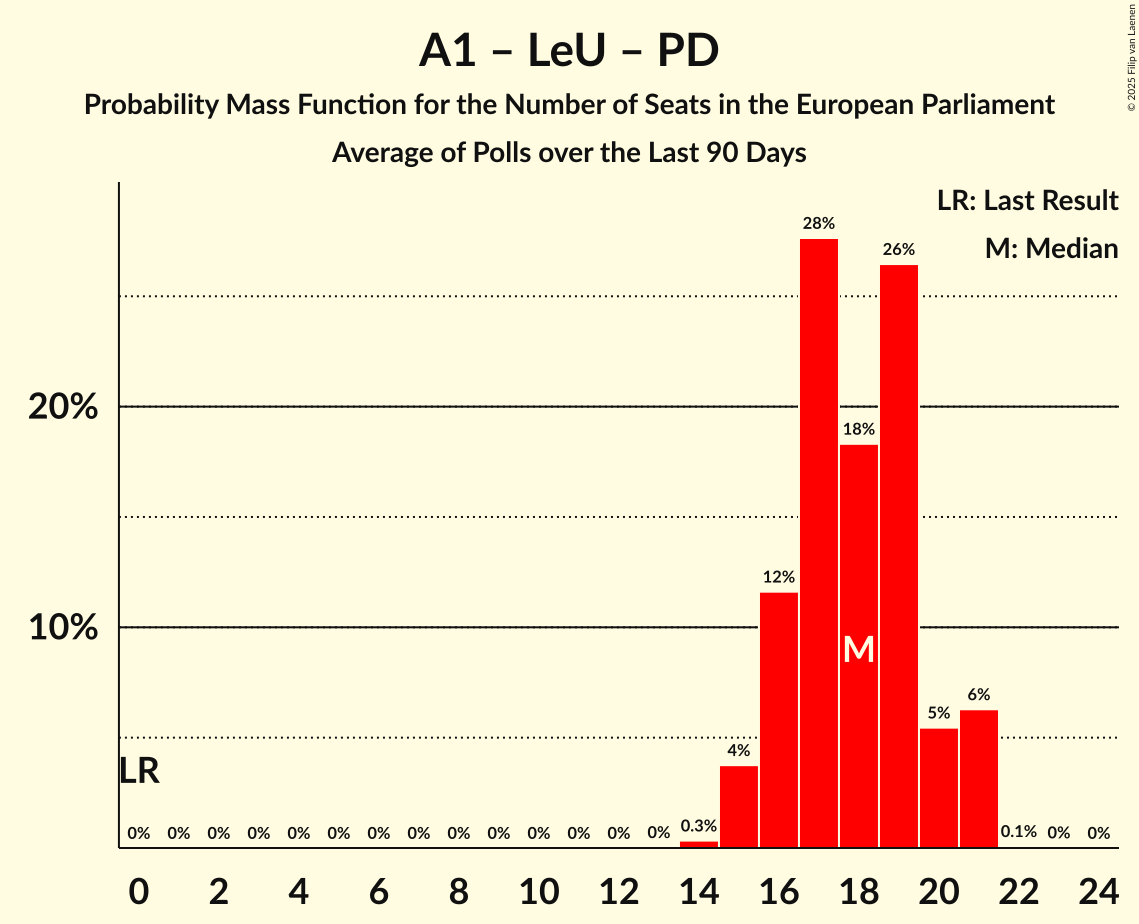 A1 – LeU – PD
Probability Mass Function for the Number of Seats in the European Parliament
Average of Polls over the Last 90 Days
© 2025 Filip van Laenen
LR: Last Result
M: Median
28%
26%
20%
18%
12%
10%
M
6%
5%
4%
LR
0% 0% 0% 0% 0% 0% 0% 0% 0% 0% 0% 0% 0% 0% 0.3% 0.1% 0% 0%
0 2 4 6 8 10 12 14 16 18 20 22 24